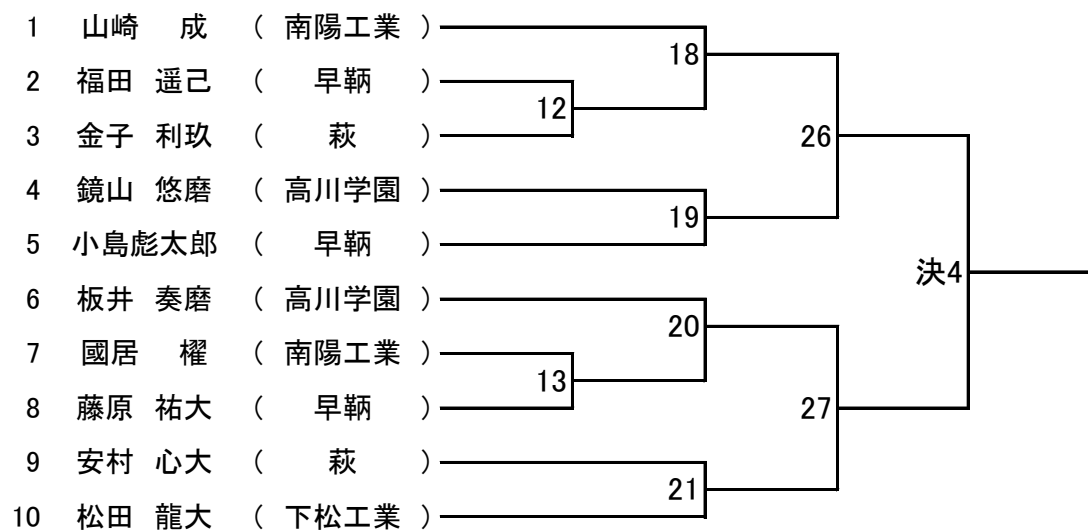 1 山崎 成 ( 南陽工業 )
18
2 福田 遥己 ( 早鞆 )
12
3 金子 利玖 ( 萩 )
26
4 鏡山 悠磨 ( 高川学園 )
19
5 小島彪太郎 ( 早鞆 )
決4
6 板井 奏磨 ( 高川学園 )
20
7 國居 櫂 ( 南陽工業 )
13
8 藤原 祐大 ( 早鞆 )
27
9 安村 心大 ( 萩 )
21
10 松田 龍大 ( 下松工業 )